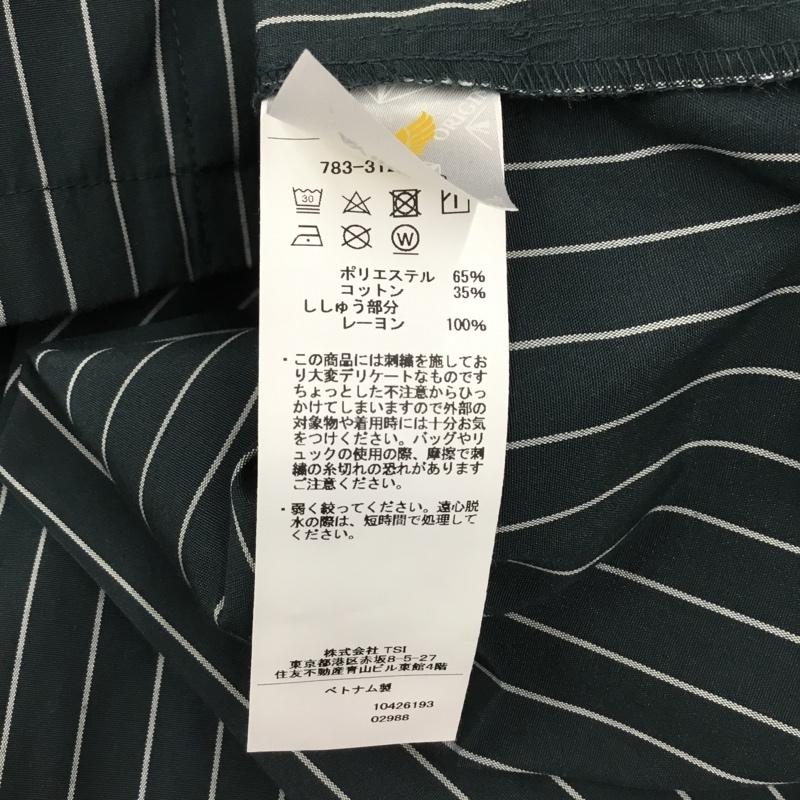 ORIGI
783-312
30
W
ポリエステル 65%
コットン 35%
ししゅう部分
レーヨン 100%
・この商品には刺繍を施してお
り大変デリケートなものです
ちょっとした不注意からひっ
かけてしまいますので外部の
対象物や着用時には十分お気
をつけください。バッグやリ
ュックの使用の際、摩擦で刺
繍の糸切れの恐れがあります
ご注意ください。
・弱く絞ってください。遠心脱
水の際は、短時間で処理して
ください。
株式会社 TSI
東京都港区赤坂8-5-27
住友不動産青山ビル東館4階
ベトナム製
10426193
02988